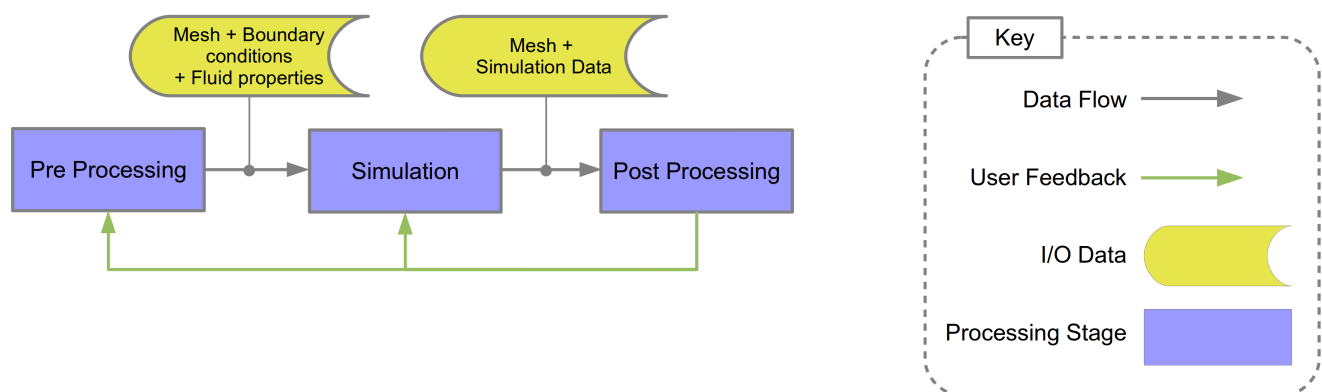 Mesh + Boundary
conditions
+ Fluid properties
Mesh +
Simulation Data
Pre Processing
Simulation
Post Processing
Key
Data Flow
User Feedback
I/O Data
Processing Stage